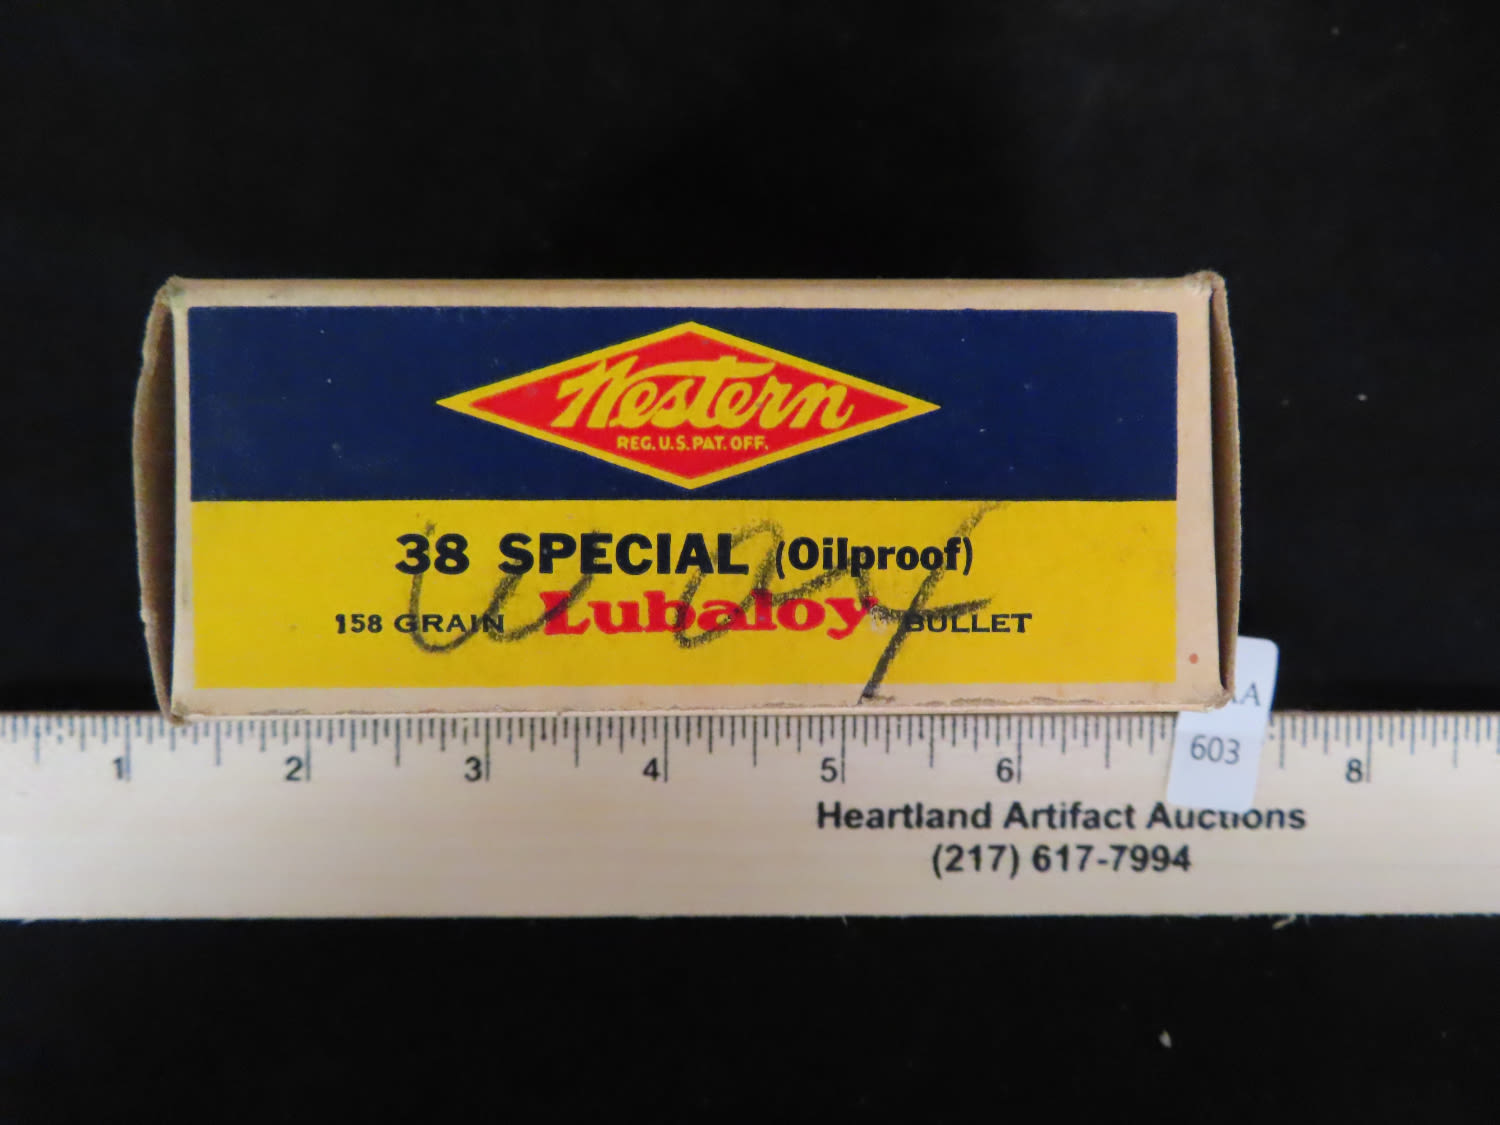 Western
REG. U.S. PAT. OFF.
38 SPECIAL (Oilproof)
158 GRAIN Lubaloy BULLET
AA
603
1 2 3 4 5 6 8
Heartland Artifact Auctions
(217) 617-7994